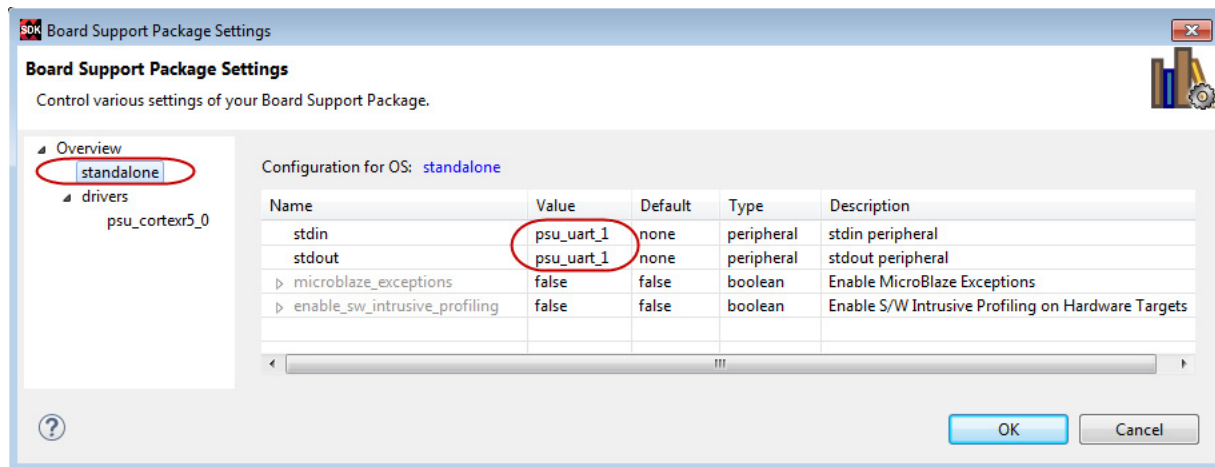 SDK Board Support Package Settings
Board Support Package Settings
Control various settings of your Board Support Package.
Overview
standalone
drivers
psu_cortexr5_0
Configuration for OS: standalone
Name Value Default Type Description
stdin psu_uart_1 none peripheral stdin peripheral
stdout psu_uart_1 none peripheral stdout peripheral
microblaze_exceptions false false boolean Enable MicroBlaze Exceptions
enable_sw_intrusive_profiling false false boolean Enable S/W Intrusive Profiling on Hardware Targets
?
OK Cancel